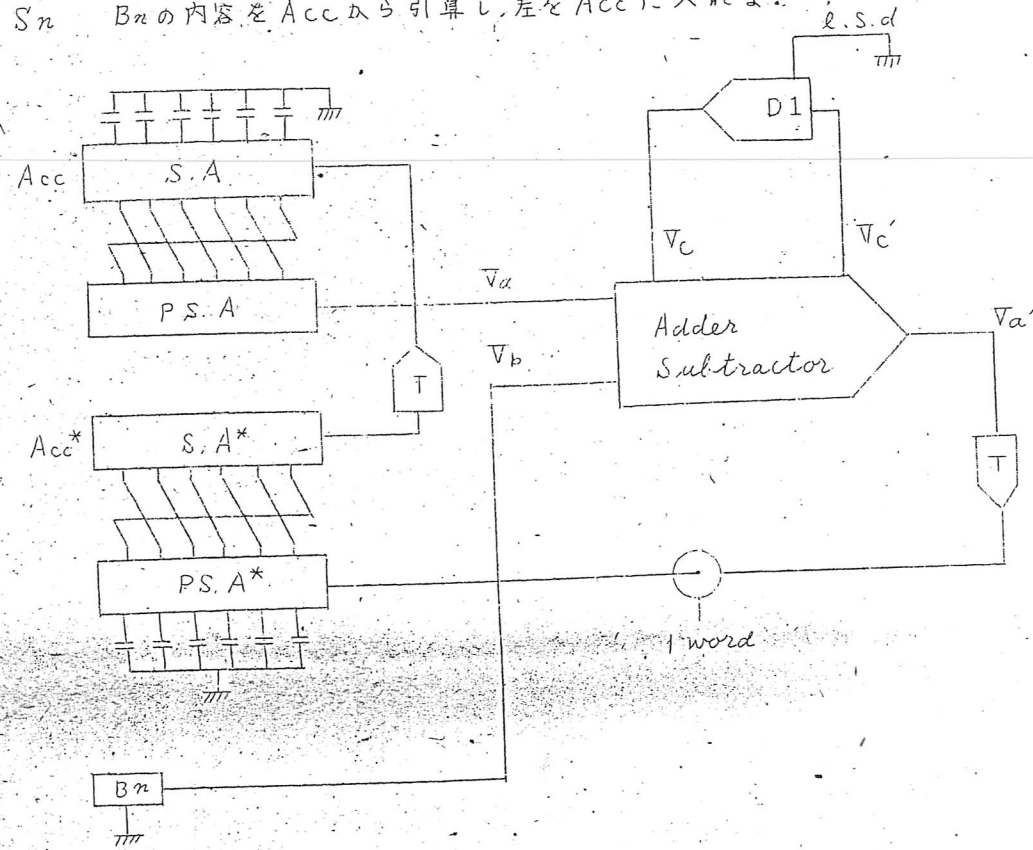 Sn Bnの内容をAccから引算し、差をAccに入れよ.
l.s.d
D1
Acc
S.A
Vc
Vc′
P.S.A
Va
Adder
Subtractor
Va′
Vb
T
Acc*
S.A*
T
P.S.A*
1 word
Bn